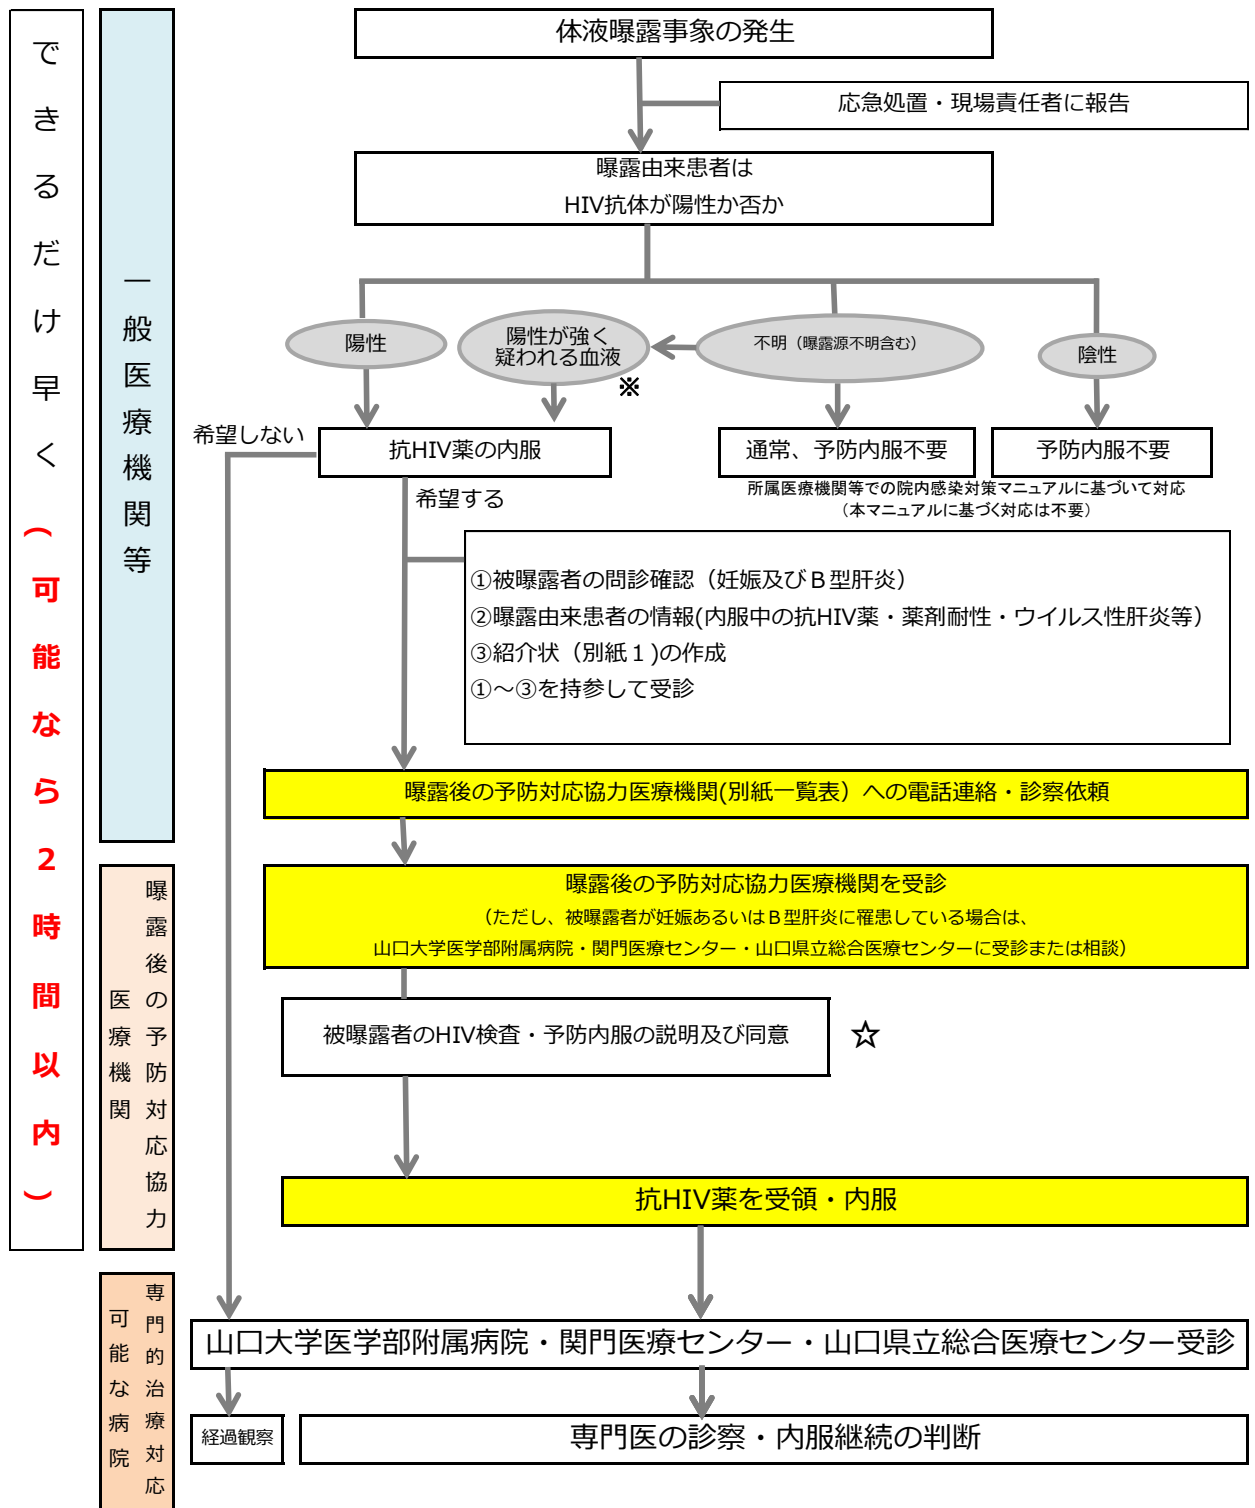 できるだけ早く(可能なら2時間以内)
一般医療機関等
体液曝露事象の発生
応急処置・現場責任者に報告
曝露由来患者は
HIV抗体が陽性か否か
陽性
陽性が強く
疑われる血液
※
不明（曝露源不明含む）
陰性
希望しない
抗HIV薬の内服
通常、予防内服不要
予防内服不要
所属医療機関等での院内感染対策マニュアルに基づいて対応
（本マニュアルに基づく対応は不要）
希望する
①被曝露者の問診確認（妊娠及びＢ型肝炎）
②曝露由来患者の情報(内服中の抗HIV薬・薬剤耐性・ウイルス性肝炎等）
③紹介状（別紙１)の作成
①～③を持参して受診
曝露後の予防対応協力医療機関(別紙一覧表）への電話連絡・診察依頼
曝露後の予防対応協力
医療機関
曝露後の予防対応協力医療機関を受診
（ただし、被曝露者が妊娠あるいはＢ型肝炎に罹患している場合は、
山口大学医学部附属病院・関門医療センター・山口県立総合医療センターに受診または相談）
被曝露者のHIV検査・予防内服の説明及び同意
☆
抗HIV薬を受領・内服
専門的治療対応
可能な病院
山口大学医学部附属病院・関門医療センター・山口県立総合医療センター受診
経過観察
専門医の診察・内服継続の判断